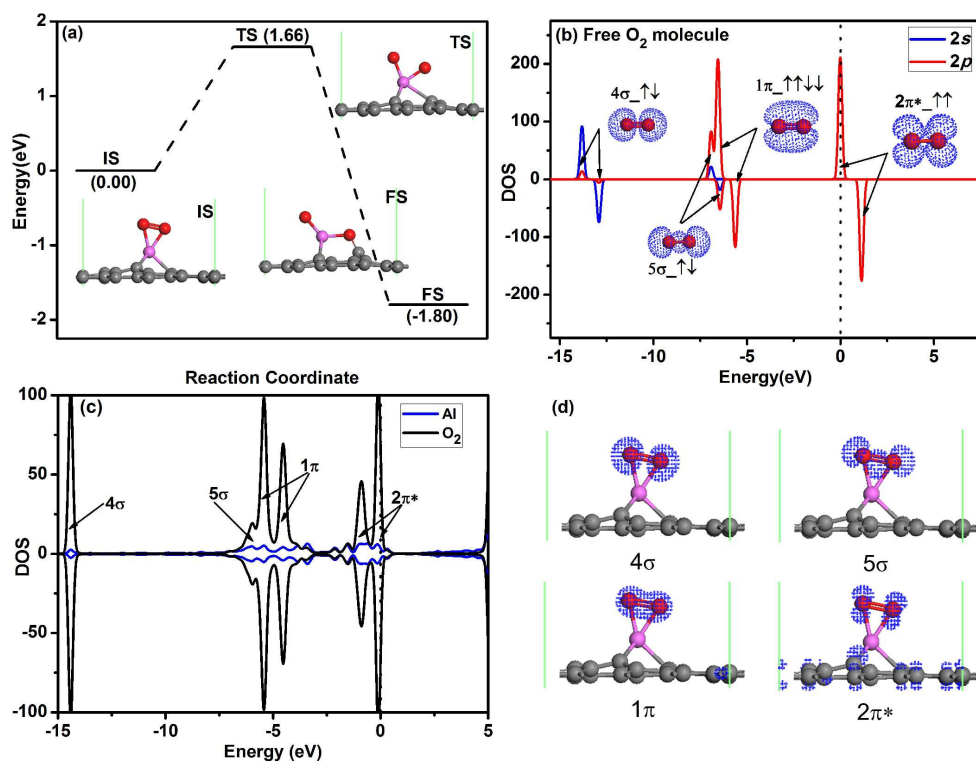 (a)
TS (1.66)
TS
IS
(0.00)
IS
FS
FS
(-1.80)
2
1
0
-1
-2
Energy(eV)
Reaction Coordinate
(b) Free O₂ molecule
2s
2p
4σ_↑↓
1π_↑↑↓↓
2π*_↑↑
5σ_↑↓
200
100
0
-100
-200
DOS
-15 -10 -5 0 5
Energy(eV)
(c)
Al
O₂
4σ
5σ
1π
2π*
100
50
0
-50
-100
DOS
-15 -10 -5 0 5
Energy (eV)
(d)
4σ 5σ
1π 2π*